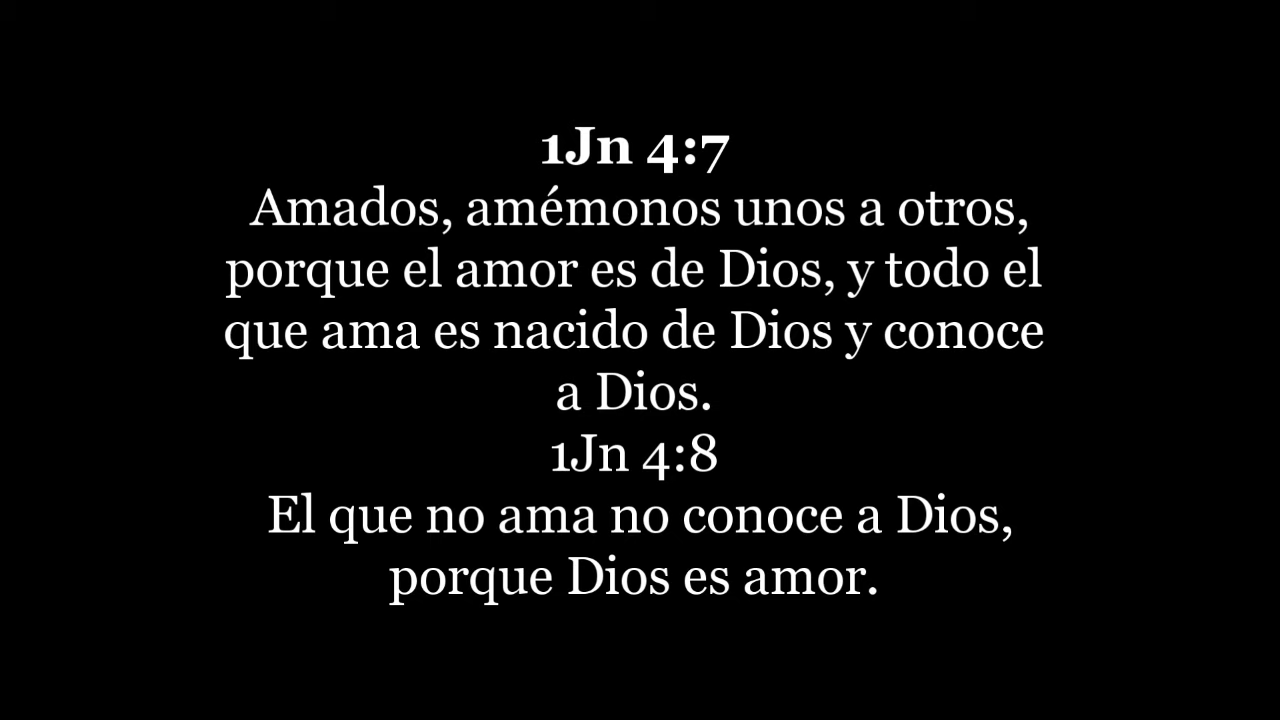 1Jn 4:7
Amados, amémonos unos a otros,
porque el amor es de Dios, y todo el
que ama es nacido de Dios y conoce
a Dios.
1Jn 4:8
El que no ama no conoce a Dios,
porque Dios es amor.